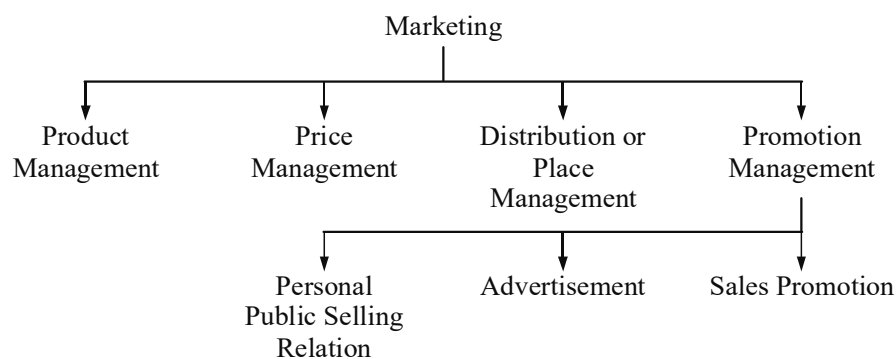 Marketing
Product
Management
Price
Management
Distribution or
Place
Management
Promotion
Management
Personal
Public Selling
Relation
Advertisement
Sales Promotion